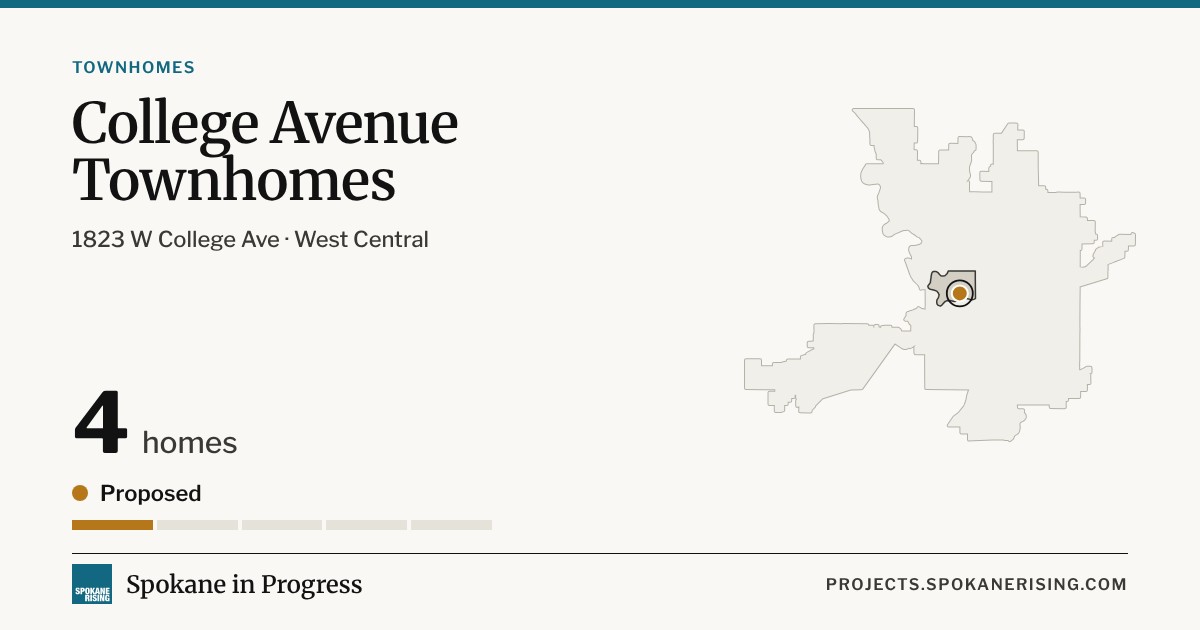 TOWNHOMES
College Avenue
Townhomes
1823 W College Ave · West Central
4 homes
Proposed
SPOKANE
RISING
Spokane in Progress
PROJECTS.SPOKANERISING.COM